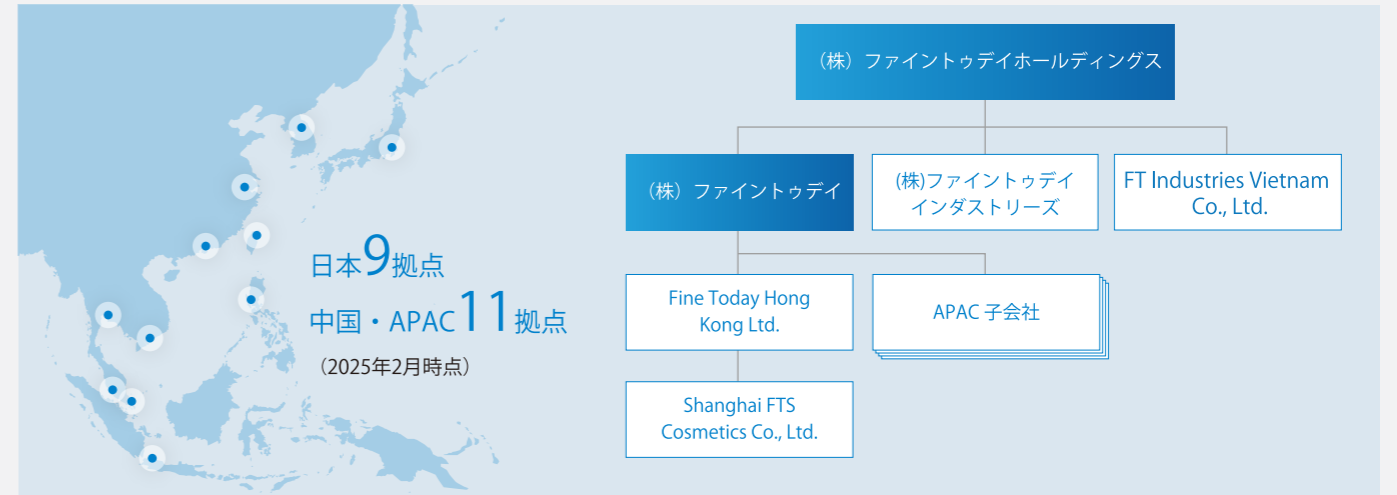 日本9拠点
中国・APAC11拠点
（2025年2月時点）
（株）ファイントゥデイホールディングス
（株）ファイントゥデイ
(株)ファイントゥデイ
インダストリーズ
FT Industries Vietnam
Co., Ltd.
Fine Today Hong
Kong Ltd.
APAC 子会社
Shanghai FTS
Cosmetics Co., Ltd.